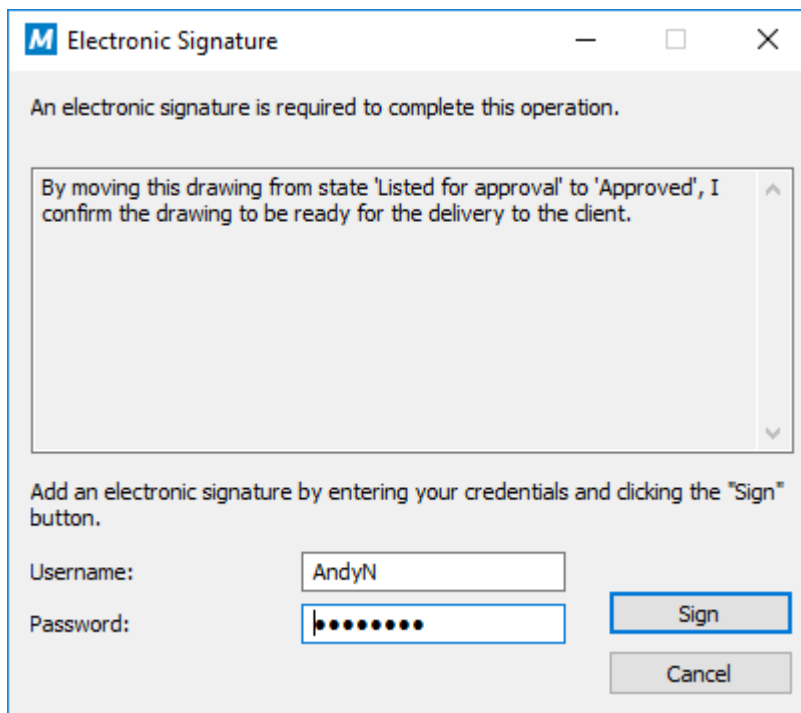 M Electronic Signature
An electronic signature is required to complete this operation.
By moving this drawing from state 'Listed for approval' to 'Approved', I
confirm the drawing to be ready for the delivery to the client.
Add an electronic signature by entering your credentials and clicking the "Sign"
button.
Username:
AndyN
Password:
●●●●●●●●
Sign
Cancel